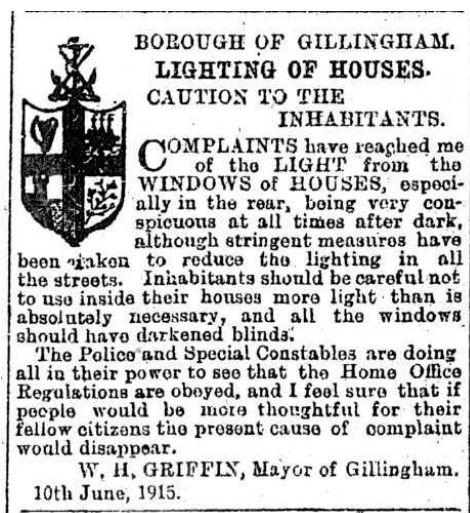 BOROUGH OF GILLINGHAM.
LIGHTING OF HOUSES.
CAUTION TO THE
INHABITANTS.
COMPLAINTS have reached me
of the LIGHT from the
WINDOWS of HOUSES, especi-
ally in the rear, being very con-
spicuous at all times after dark,
although stringent measures have
been taken to reduce the lighting in all
the streets. Inhabitants should be careful not
to use inside their houses more light than is
absolutely necessary, and all the windows
should have darkened blinds.
The Police and Special Constables are doing
all in their power to see that the Home Office
Regulations are obeyed, and I feel sure that if
people would be more thoughtful for their
fellow citizens the present cause of complaint
would disappear.
W. H. GRIFFIN, Mayor of Gillingham.
10th June, 1915.